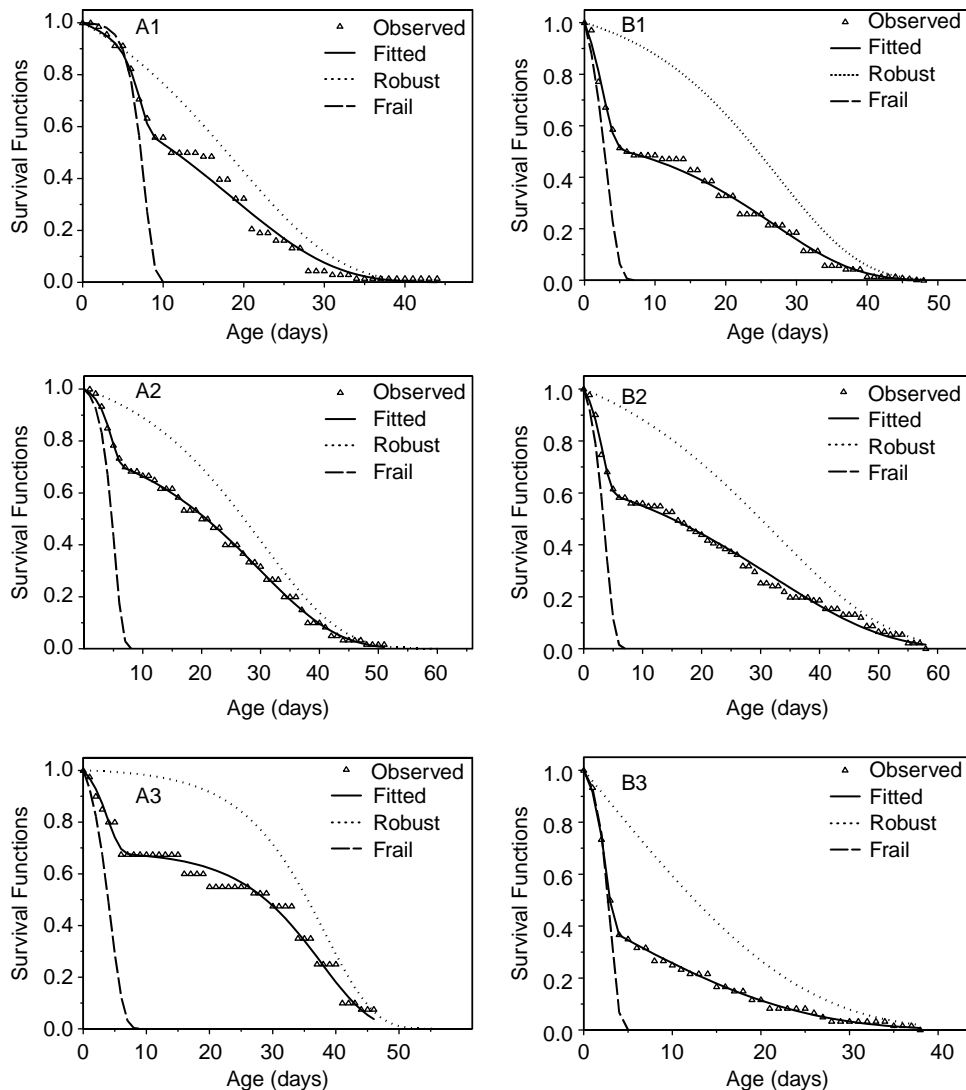 A1
Observed
Fitted
Robust
Frail
Survival Functions
1.0
0.8
0.6
0.4
0.2
0.0
0
10
20
30
40
Age (days)
B1
Observed
Fitted
Robust
Frail
Survival Functions
1.0
0.8
0.6
0.4
0.2
0.0
0
10
20
30
40
50
Age (days)
A2
Observed
Fitted
Robust
Frail
Survival Functions
1.0
0.8
0.6
0.4
0.2
0.0
10
20
30
40
50
60
Age (days)
B2
Observed
Fitted
Robust
Frail
Survival Functions
1.0
0.8
0.6
0.4
0.2
0.0
0
10
20
30
40
50
60
Age (days)
A3
Observed
Fitted
Robust
Frail
Survival Functions
1.0
0.8
0.6
0.4
0.2
0.0
0
10
20
30
40
50
Age (days)
B3
Observed
Fitted
Robust
Frail
Survival Functions
1.0
0.8
0.6
0.4
0.2
0.0
0
10
20
30
40
Age (days)